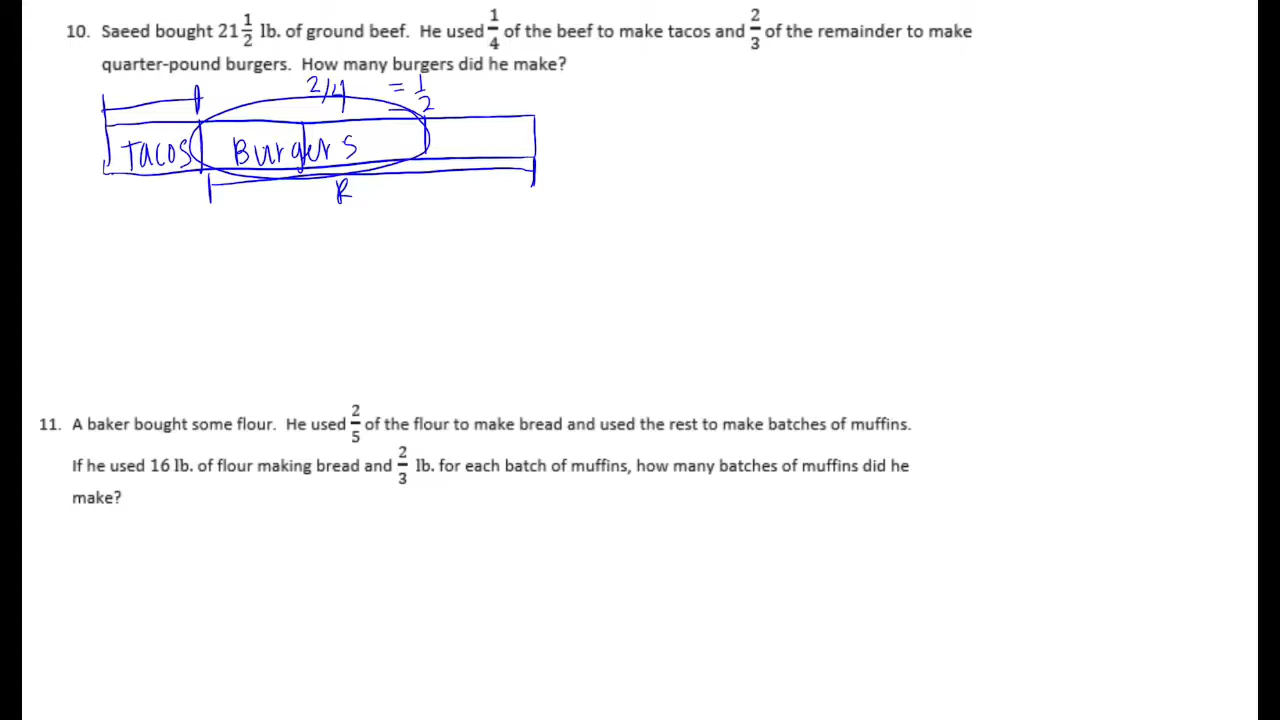 10. Saeed bought 21 1/2 lb. of ground beef. He used 1/4 of the beef to make tacos and 2/3 of the remainder to make
quarter-pound burgers. How many burgers did he make?
2/4 = 1/2
Tacos Burgers
R
11. A baker bought some flour. He used 2/5 of the flour to make bread and used the rest to make batches of muffins.
If he used 16 lb. of flour making bread and 2/3 lb. for each batch of muffins, how many batches of muffins did he
make?